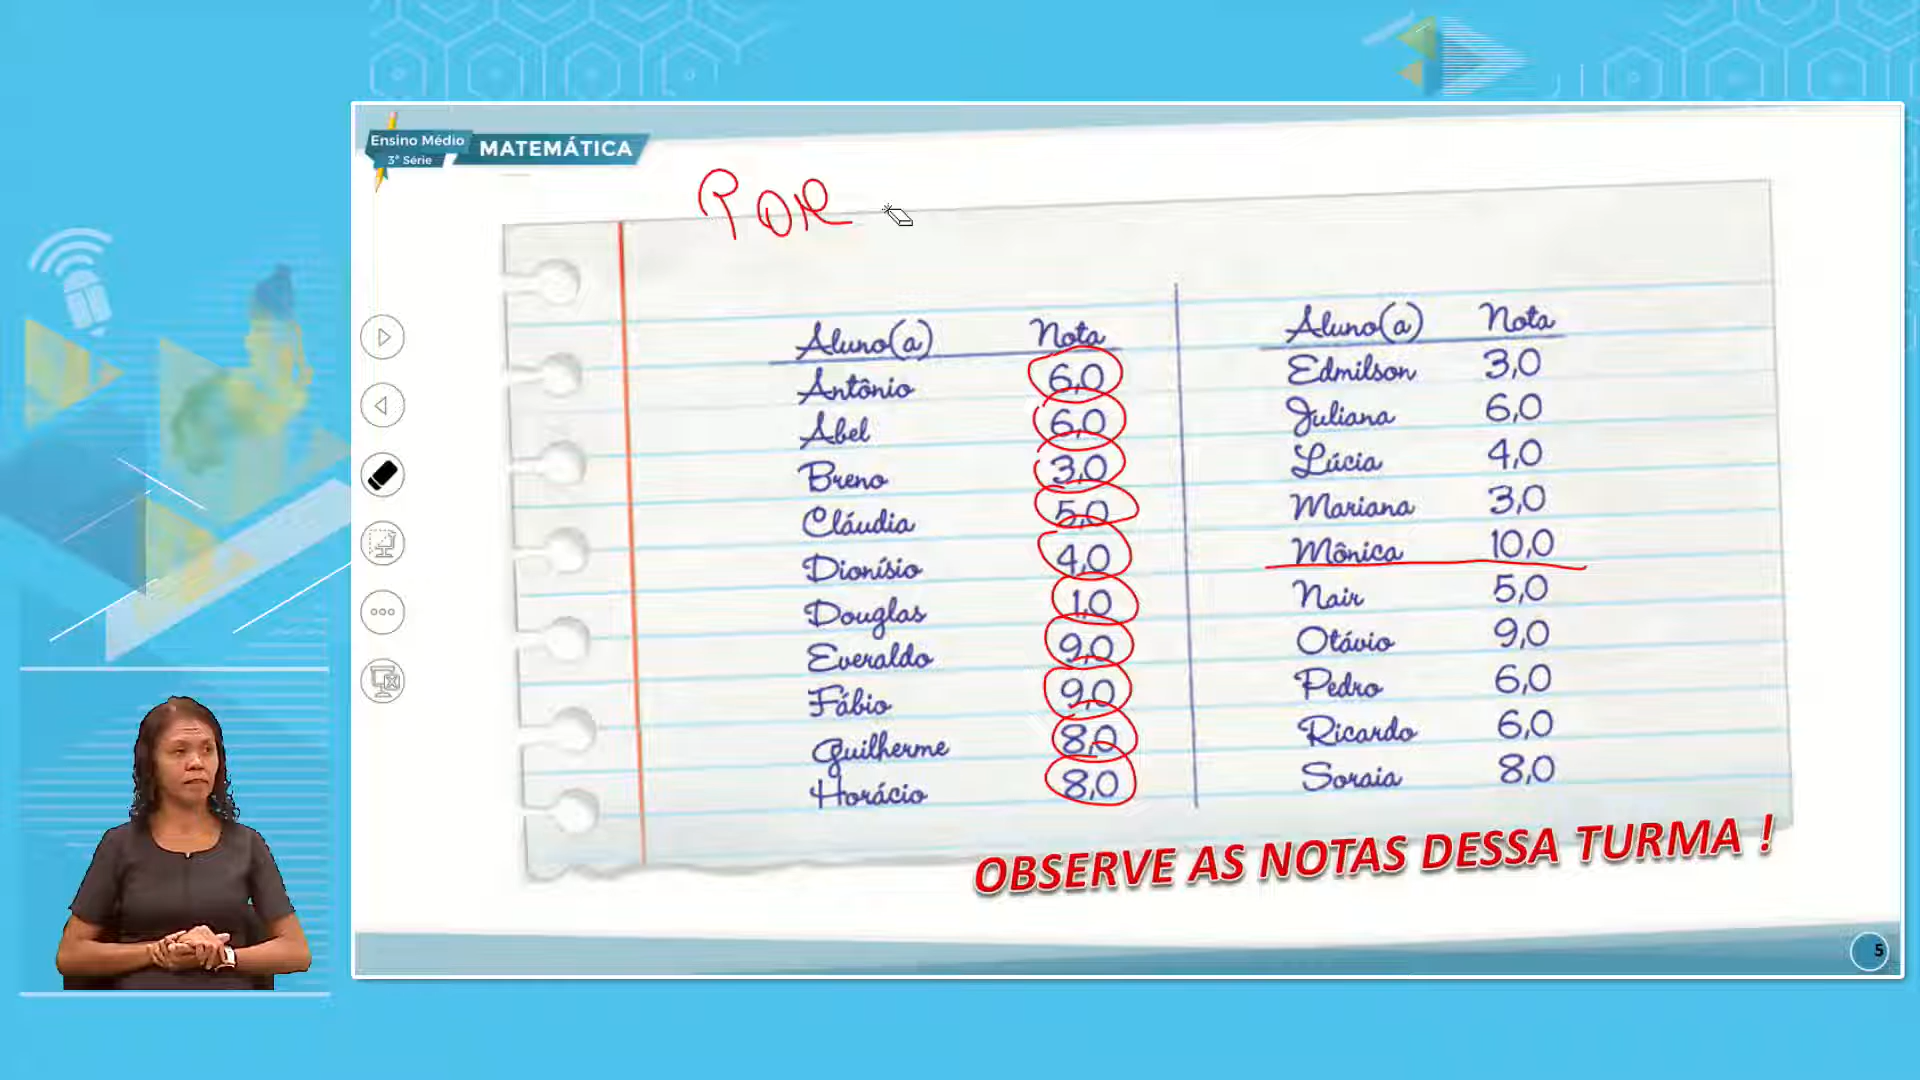 Ensino Médio
3ª Série
MATEMÁTICA
POR
Aluno(a) Nota
Antônio 6,0
Abel 6,0
Breno 3,0
Cláudia 5,0
Dionísio 4,0
Douglas 1,0
Everaldo 9,0
Fábio 9,0
Guilherme 8,0
Horácio 8,0
Aluno(a) Nota
Edmilson 3,0
Juliana 6,0
Lúcia 4,0
Mariana 3,0
Mônica 10,0
Nair 5,0
Otávio 9,0
Pedro 6,0
Ricardo 6,0
Soraia 8,0
OBSERVE AS NOTAS DESSA TURMA !
5